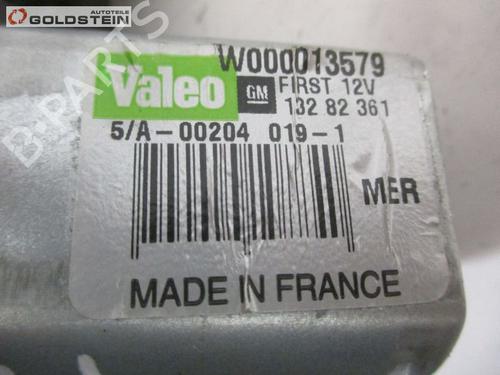 AUTOTEILE
GOLDSTEIN
W000013579
Valeo
GM
FIRST 12V
132 82 361
5/A-00204 019-1
MER
MADE IN FRANCE
B-PARTS